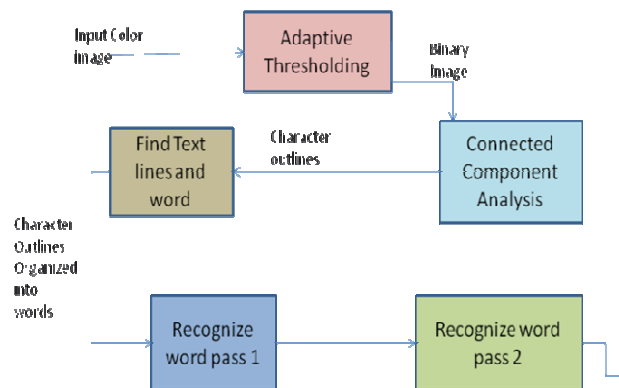 Input Color
image
Adaptive
Thresholding
Binary
Image
Connected
Component
Analysis
Character
outlines
Find Text
lines and
word
Character
Outlines
Organized
into
words
Recognize
word pass 1
Recognize word
pass 2